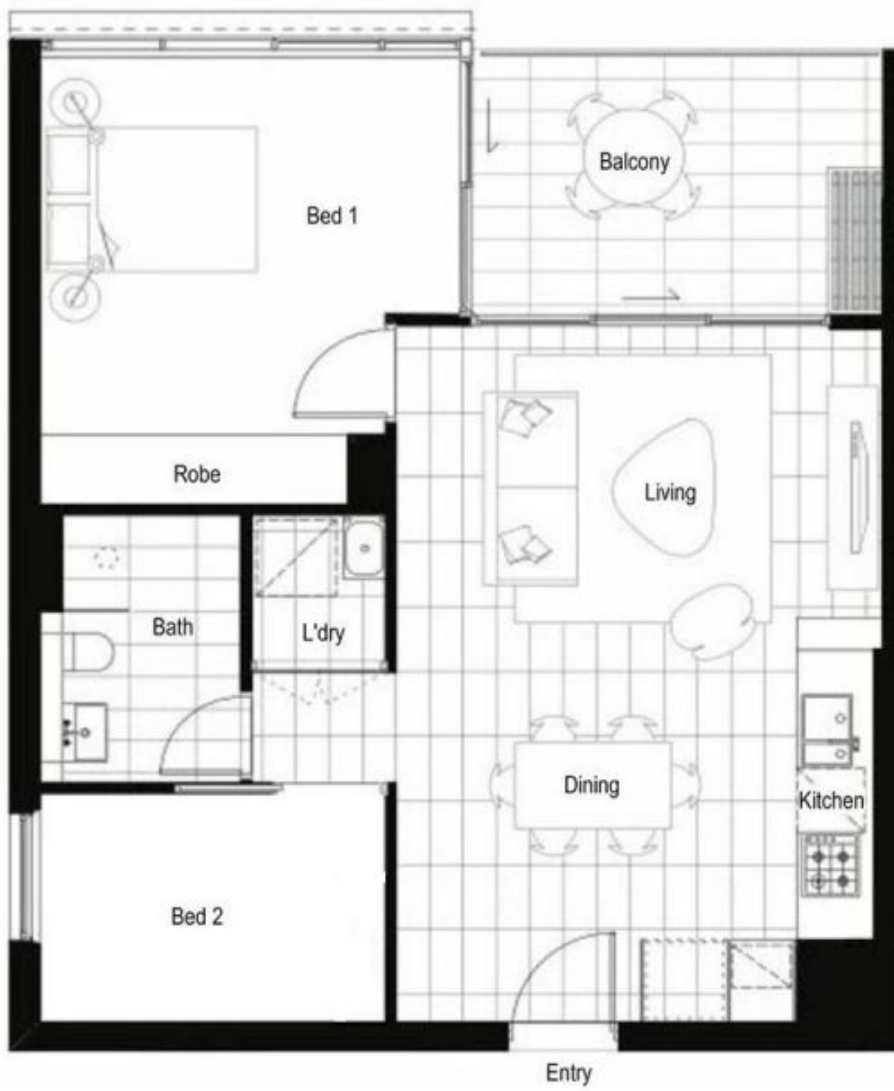 Balcony
Bed 1
Robe
Living
Bath
L'dry
Dining
Kitchen
Bed 2
Entry